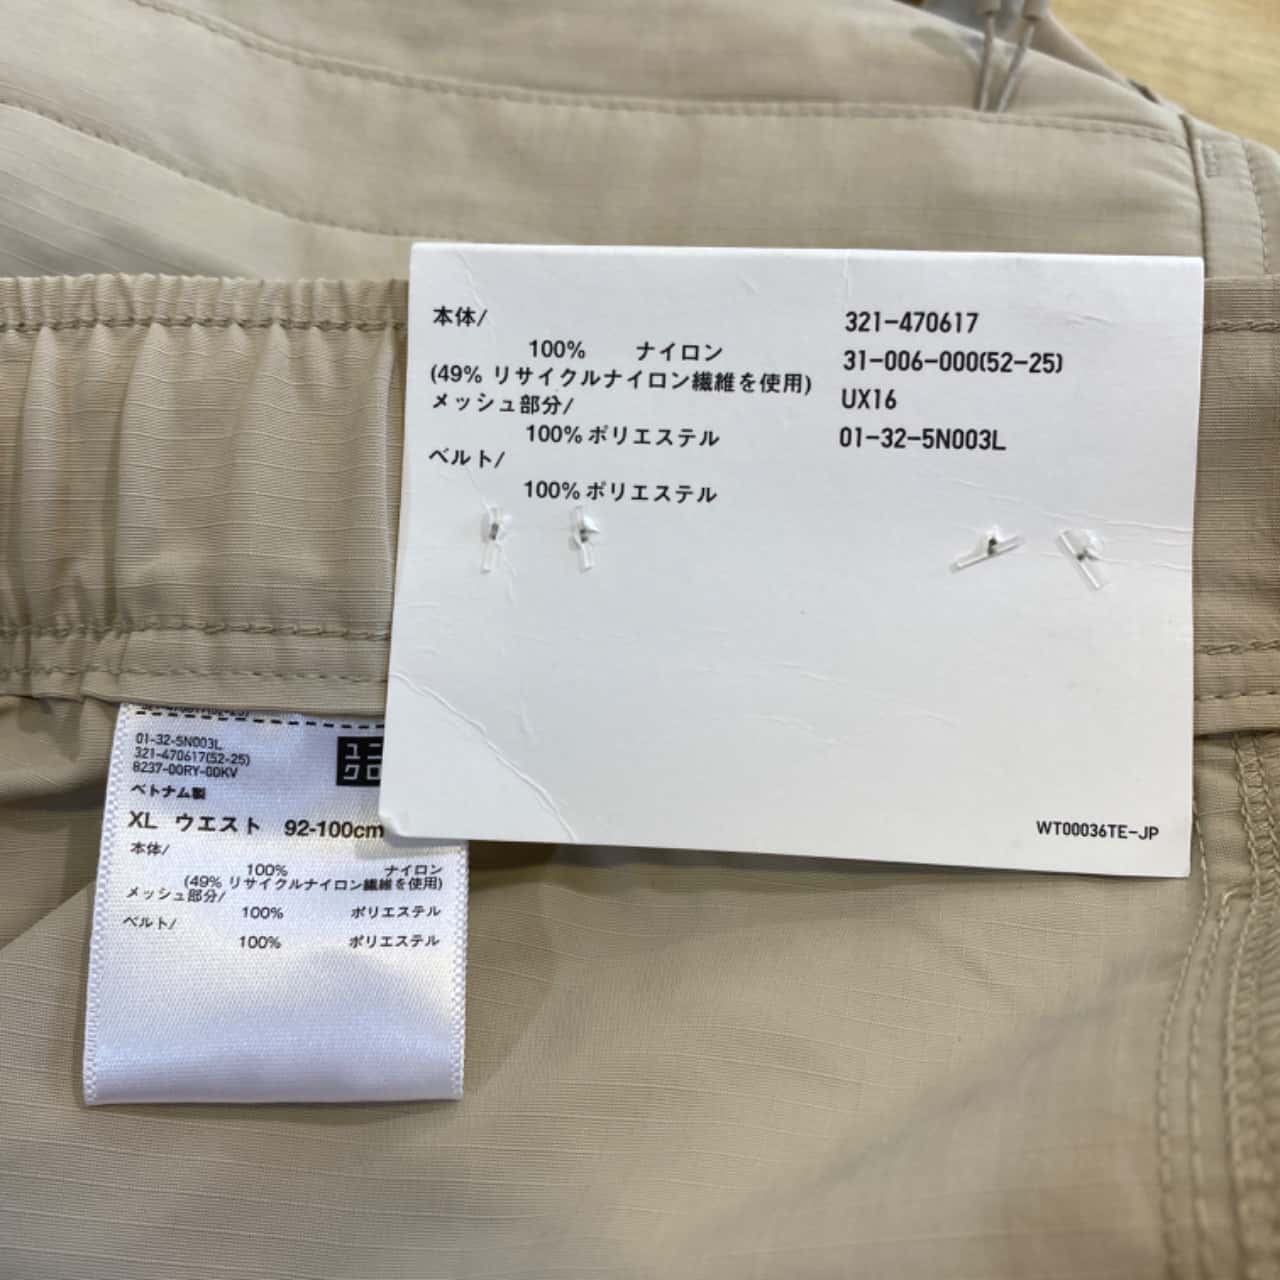 本体/
100% ナイロン
(49% リサイクルナイロン繊維を使用)
メッシュ部分/
100% ポリエステル
ベルト/
100% ポリエステル
321-470617
31-006-000(52-25)
UX16
01-32-5N003L
WT00036TE-JP
321-470617(52-25)
01-32-5N003L
321-470617(52-25)
8237-00RY-00KV
ユニ
クロ
ベトナム製
XL ウエスト 92-100cm
本体/
100% ナイロン
(49% リサイクルナイロン繊維を使用)
メッシュ部分/
100% ポリエステル
ベルト/
100% ポリエステル